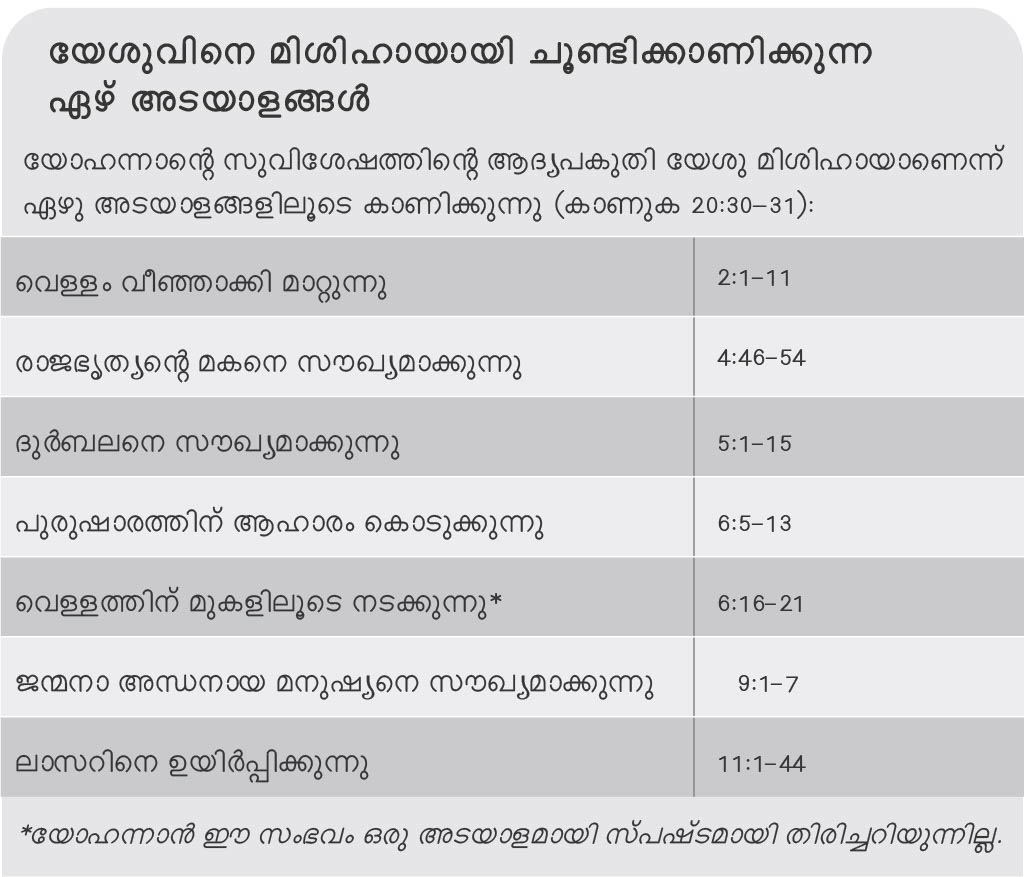 യേശുവിനെ മിശിഹായായി ചൂണ്ടിക്കാണിക്കുന്ന
ഏഴ് അടയാളങ്ങൾ
യോഹന്നാന്റെ സുവിശേഷത്തിന്റെ ആദ്യപകുതി യേശു മിശിഹായാണെന്ന്
ഏഴു അടയാളങ്ങളിലൂടെ കാണിക്കുന്നു (കാണുക 20:30–31):
വെള്ളം വീഞ്ഞാക്കി മാറ്റുന്നു 2:1–11
രാജഭൃത്യന്റെ മകനെ സൗഖ്യമാക്കുന്നു 4:46–54
ദുർബലനെ സൗഖ്യമാക്കുന്നു 5:1–15
പുരുഷാരത്തിന് ആഹാരം കൊടുക്കുന്നു 6:5–13
വെള്ളത്തിന് മുകളിലൂടെ നടക്കുന്നു* 6:16–21
ജന്മനാ അന്ധനായ മനുഷ്യനെ സൗഖ്യമാക്കുന്നു 9:1–7
ലാസറിനെ ഉയിർപ്പിക്കുന്നു 11:1–44
*യോഹന്നാൻ ഈ സംഭവം ഒരു അടയാളമായി സ്പഷ്ടമായി തിരിച്ചറിയുന്നില്ല.